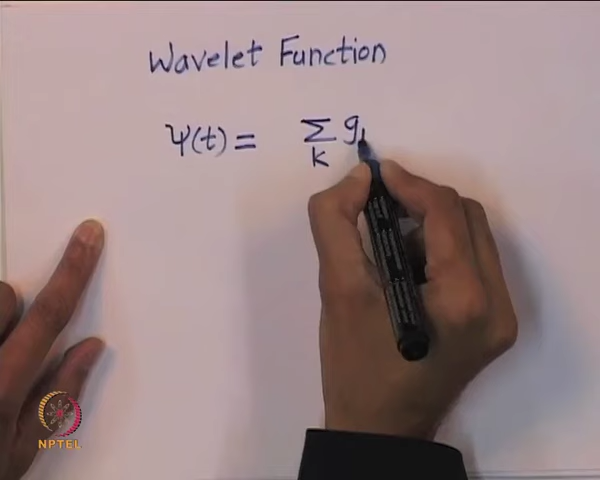 Wavelet Function
Ψ(t) = Σ g
k
NPTEL